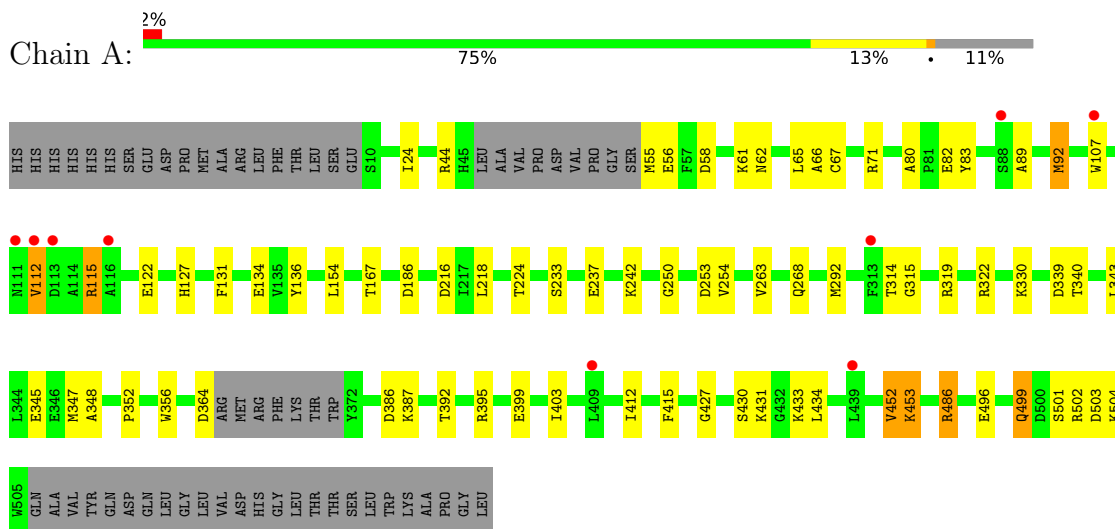 2%
Chain A:
75% 13% • 11%
HIS HIS HIS HIS HIS HIS SER GLU ASP PRO MET ALA ARG LEU PHE THR LEU SER GLU S10 I24 R44 H45 LEU ALA VAL PRO ASP VAL PRO GLY SER M55 E56 F57 D58 K61 N62 L65 A66 C67 R71 A80 P81 E82 Y83 S88 A89 M92 W107
N111 V112 D113 A114 R115 A116 E122 H127 F131 E134 V135 Y136 L154 T167 D186 D216 I217 L218 T224 S233 E237 K242 G250 D253 V254 V263 Q268 M292 F313 T314 G315 R319 R322 K330 D339 T340 L343
L344 E345 E346 M347 A348 P352 W356 D364 ARG MET ARG PHE LYS THR TRP Y372 D386 K387 T392 R395 E399 I403 L409 I412 F415 G427 S430 K431 G432 K433 L434 L439 V452 K453 R486 E496 Q499 D500 S501 R502 D503
W505 GLN ALA VAL TYR GLN ASP GLN LEU GLY LEU VAL ASP HIS GLY LEU THR THR SER LEU TRP LYS ALA PRO GLY LEU